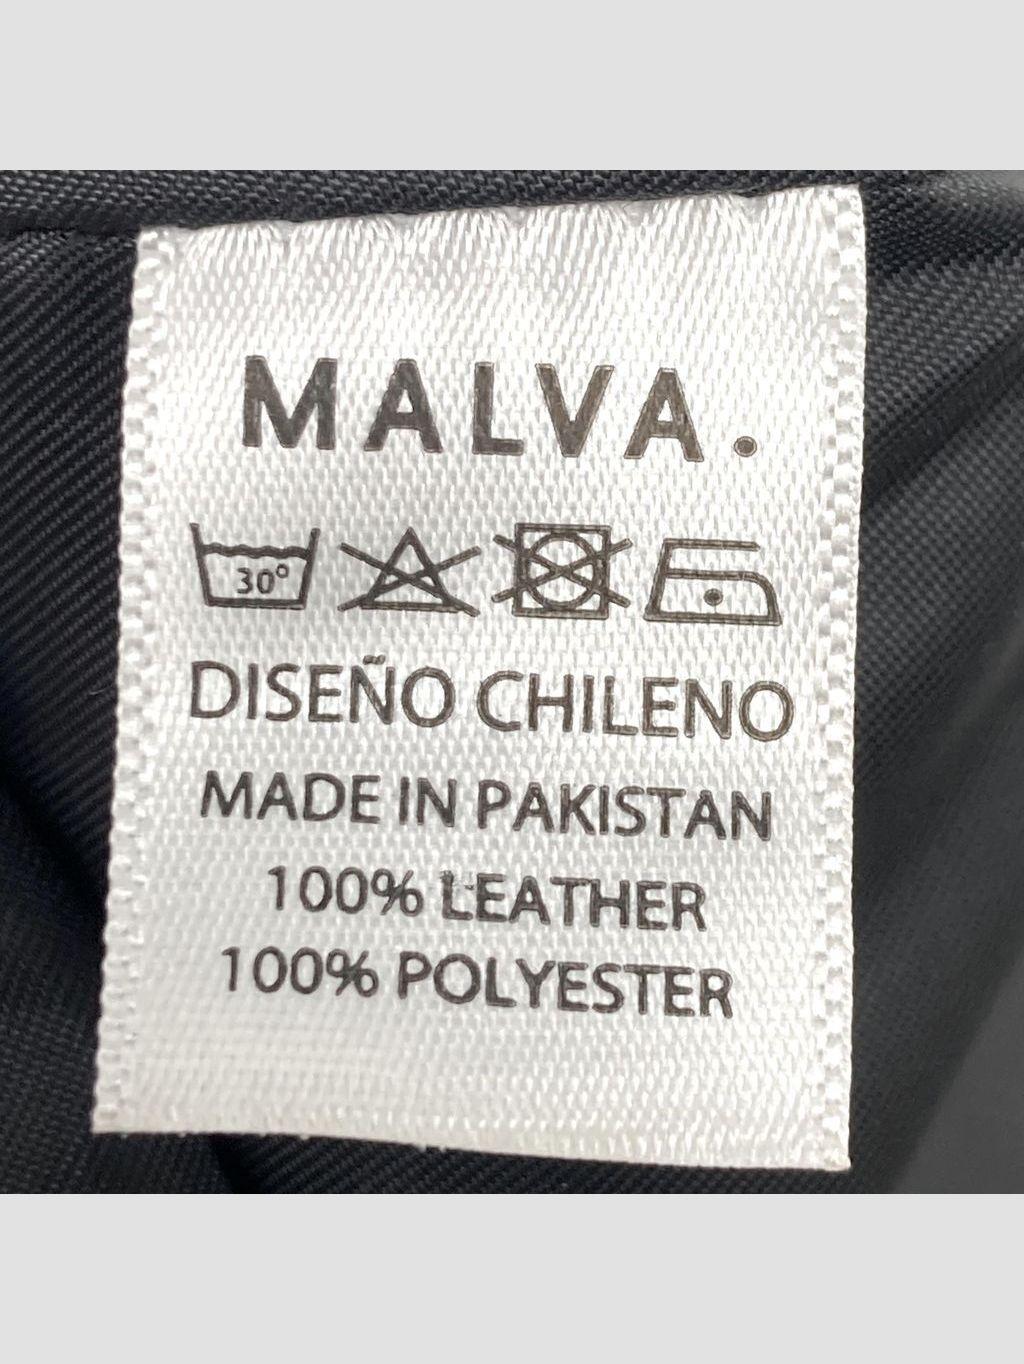 MALVA.
30°
DISEÑO CHILENO
MADE IN PAKISTAN
100% LEATHER
100% POLYESTER